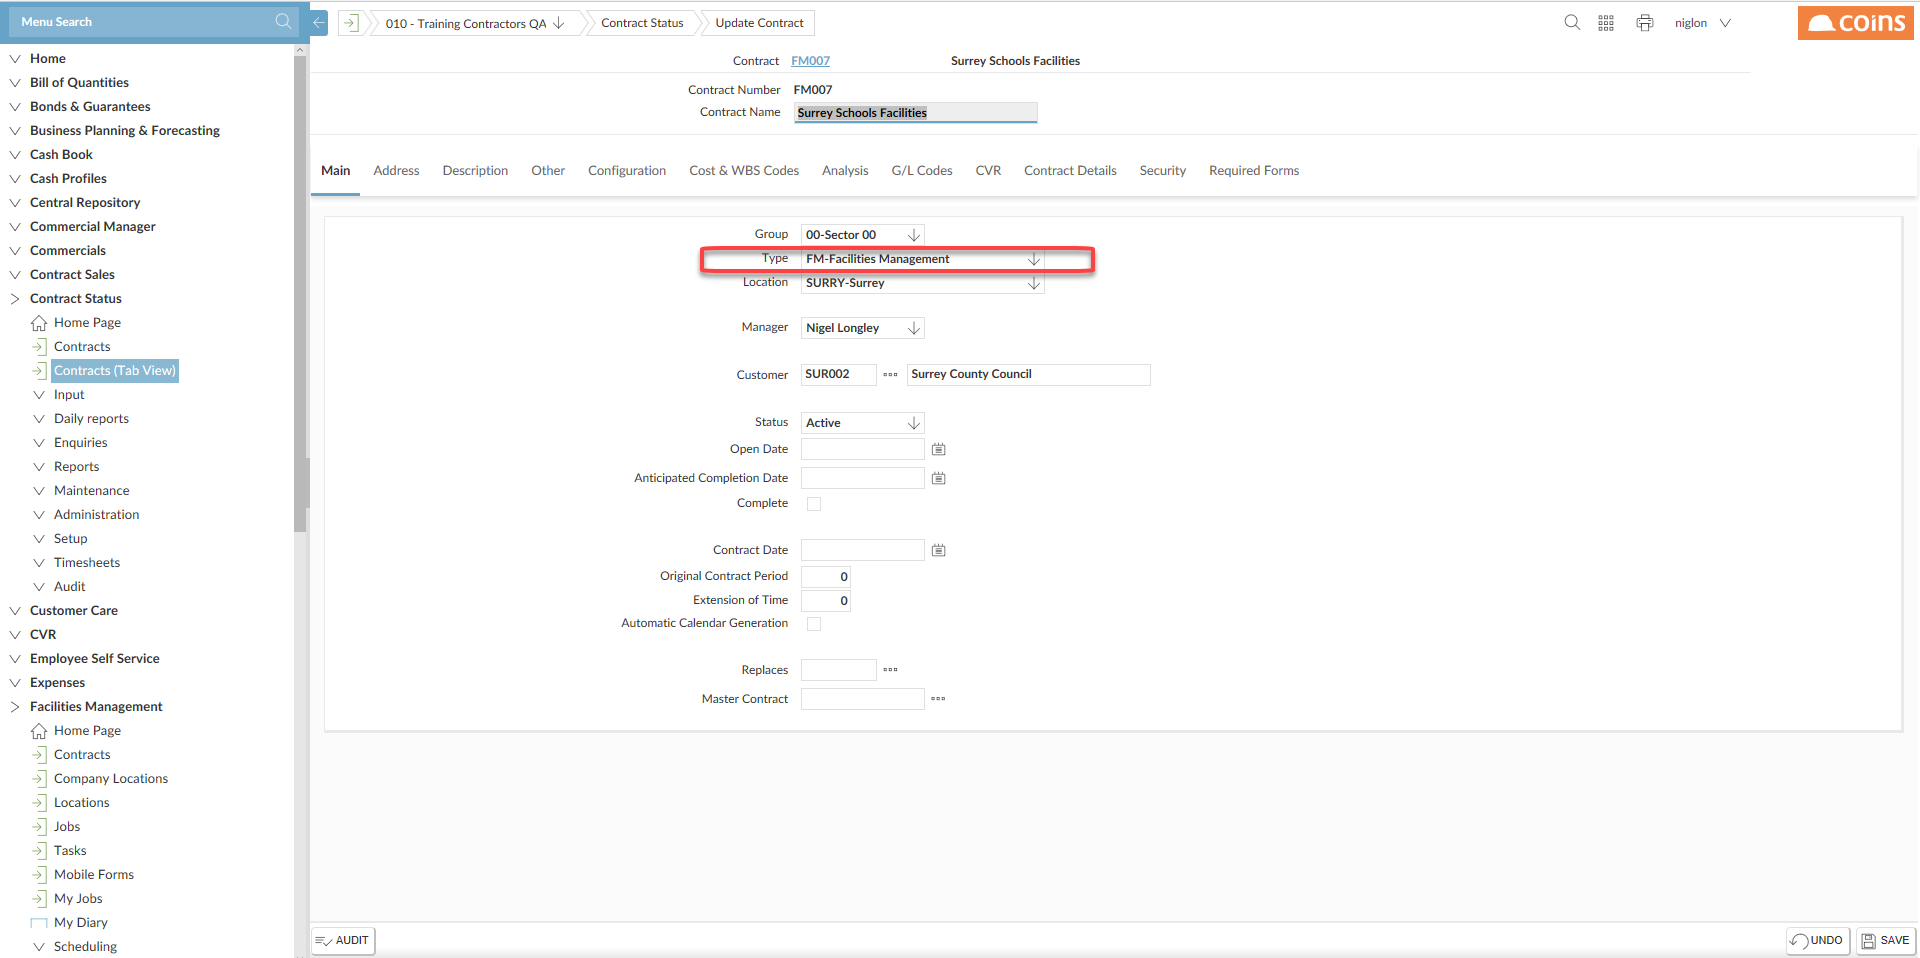 Menu Search
010 - Training Contractors QA
Contract Status
Update Contract
niglon
coins
Home
Bill of Quantities
Bonds & Guarantees
Business Planning & Forecasting
Cash Book
Cash Profiles
Central Repository
Commercial Manager
Commercials
Contract Sales
Contract Status
Home Page
Contracts
Contracts (Tab View)
Input
Daily reports
Enquiries
Reports
Maintenance
Administration
Setup
Timesheets
Audit
Customer Care
CVR
Employee Self Service
Expenses
Facilities Management
Home Page
Contracts
Company Locations
Locations
Jobs
Tasks
Mobile Forms
My Jobs
My Diary
Scheduling
Contract FM007 Surrey Schools Facilities
Contract Number FM007
Contract Name Surrey Schools Facilities
Main Address Description Other Configuration Cost & WBS Codes Analysis G/L Codes CVR Contract Details Security Required Forms
Group 00-Sector 00
Type FM-Facilities Management
Location SURRY-Surrey
Manager Nigel Longley
Customer SUR002 Surrey County Council
Status Active
Open Date
Anticipated Completion Date
Complete
Contract Date
Original Contract Period 0
Extension of Time 0
Automatic Calendar Generation
Replaces
Master Contract
AUDIT
UNDO
SAVE